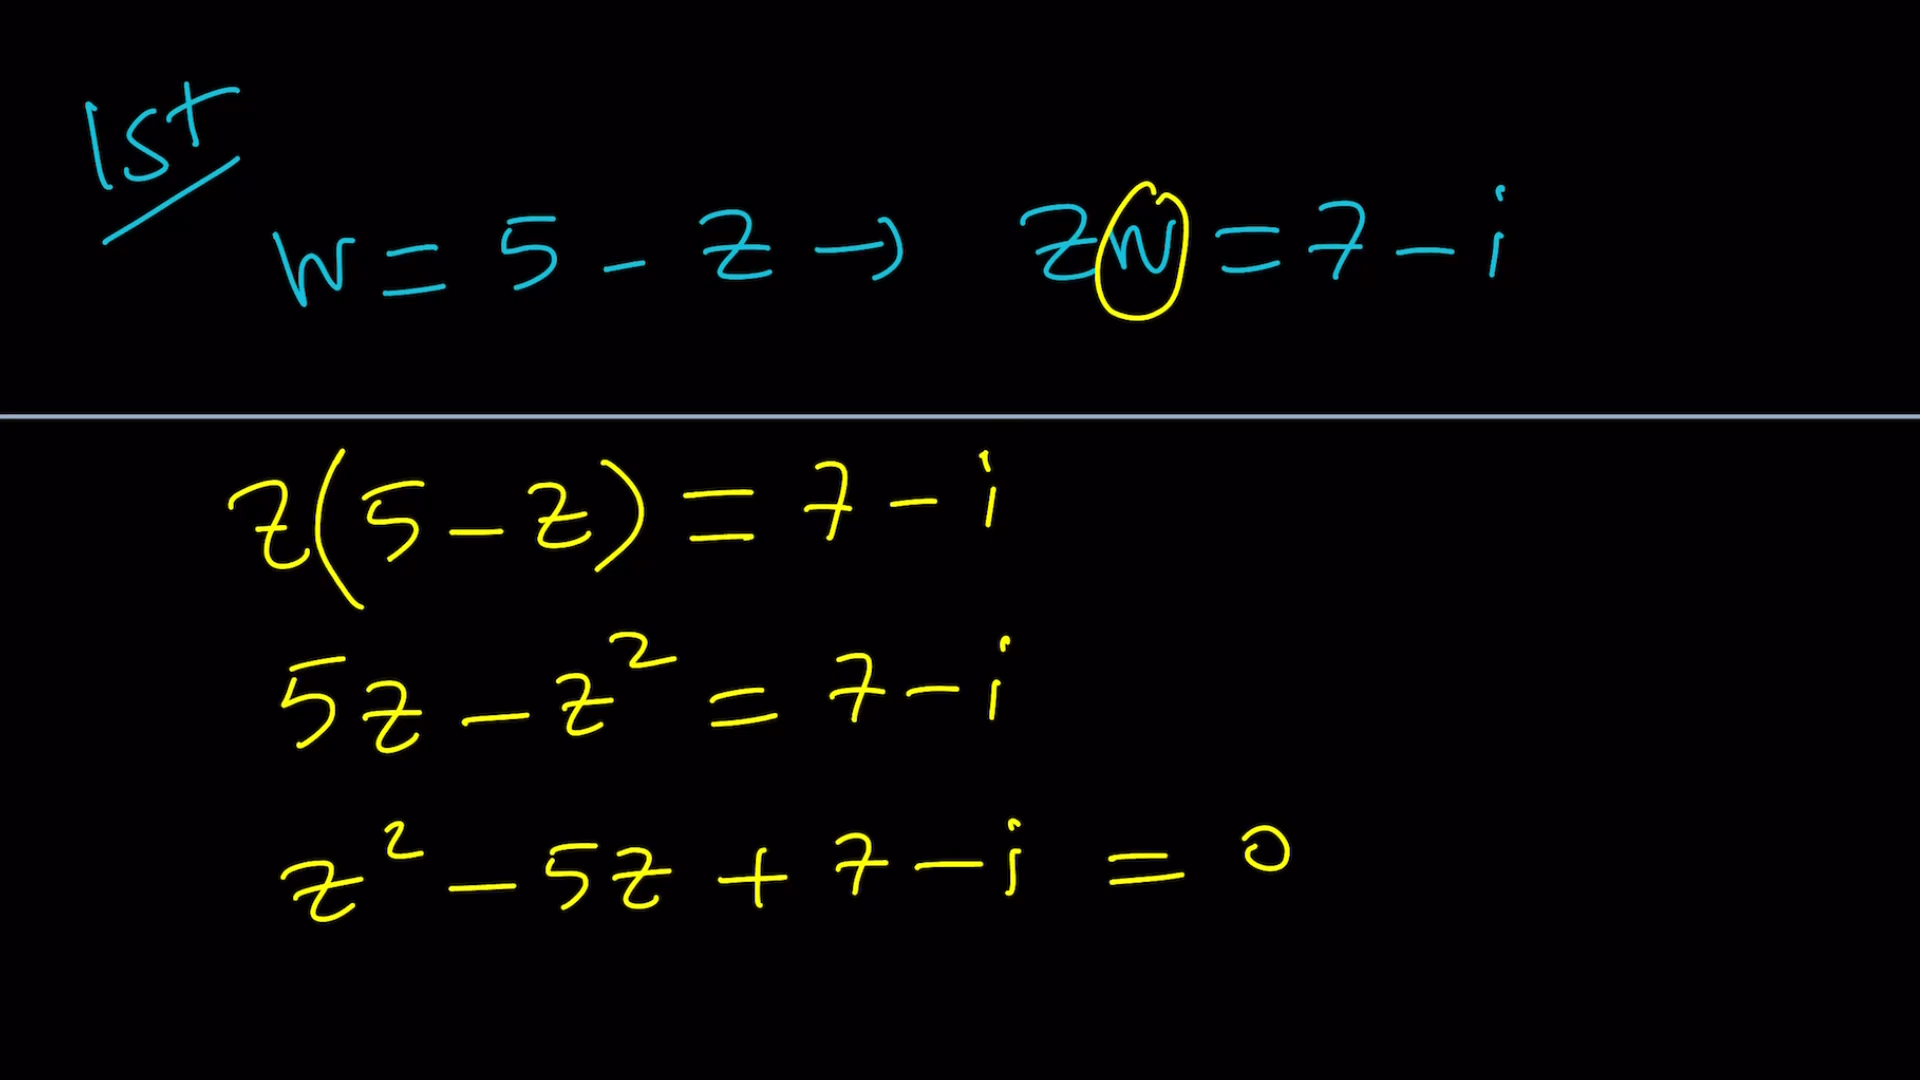 1st
w = 5 - z → zw = 7 - i
z(5 - z) = 7 - i
5z - z² = 7 - i
z² - 5z + 7 - i = 0